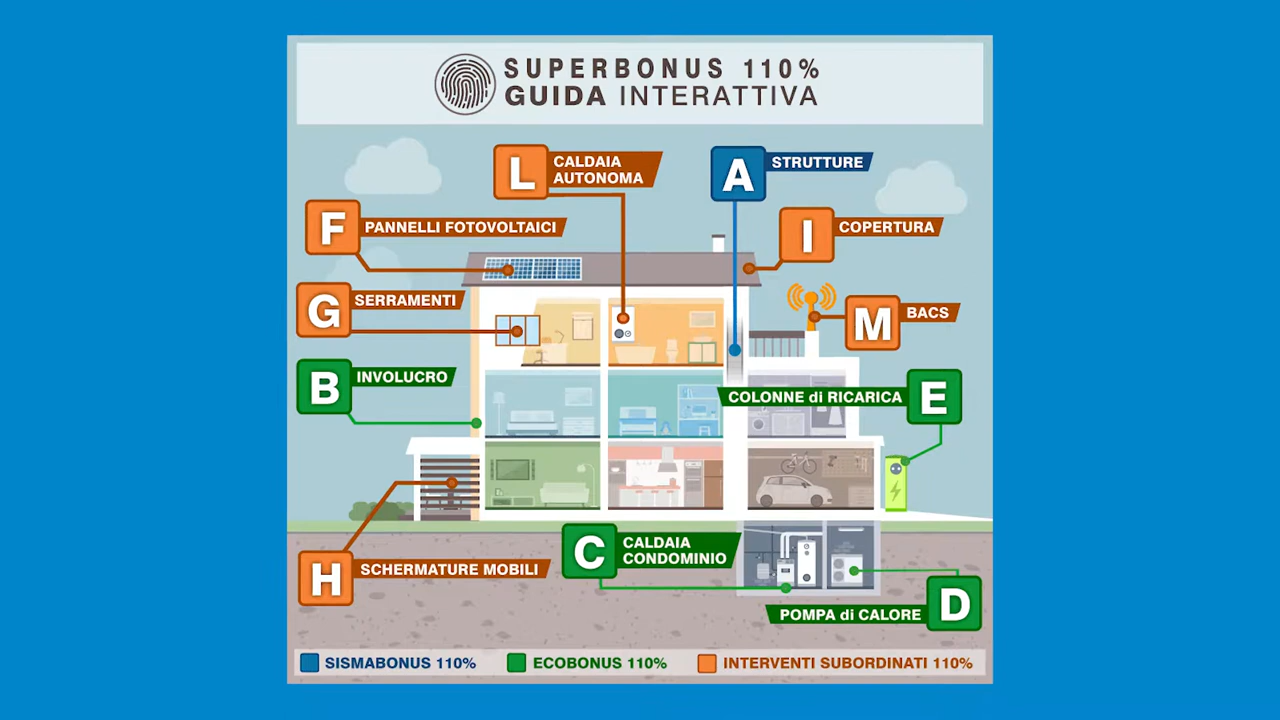 SUPERBONUS 110%
GUIDA INTERATTIVA
L
CALDAIA
AUTONOMA
A
STRUTTURE
F
PANNELLI FOTOVOLTAICI
I
COPERTURA
G
SERRAMENTI
M
BACS
B
INVOLUCRO
COLONNE di RICARICA
E
C
CALDAIA
CONDOMINIO
H
SCHERMATURE MOBILI
POMPA di CALORE
D
SISMABONUS 110%
ECOBONUS 110%
INTERVENTI SUBORDINATI 110%